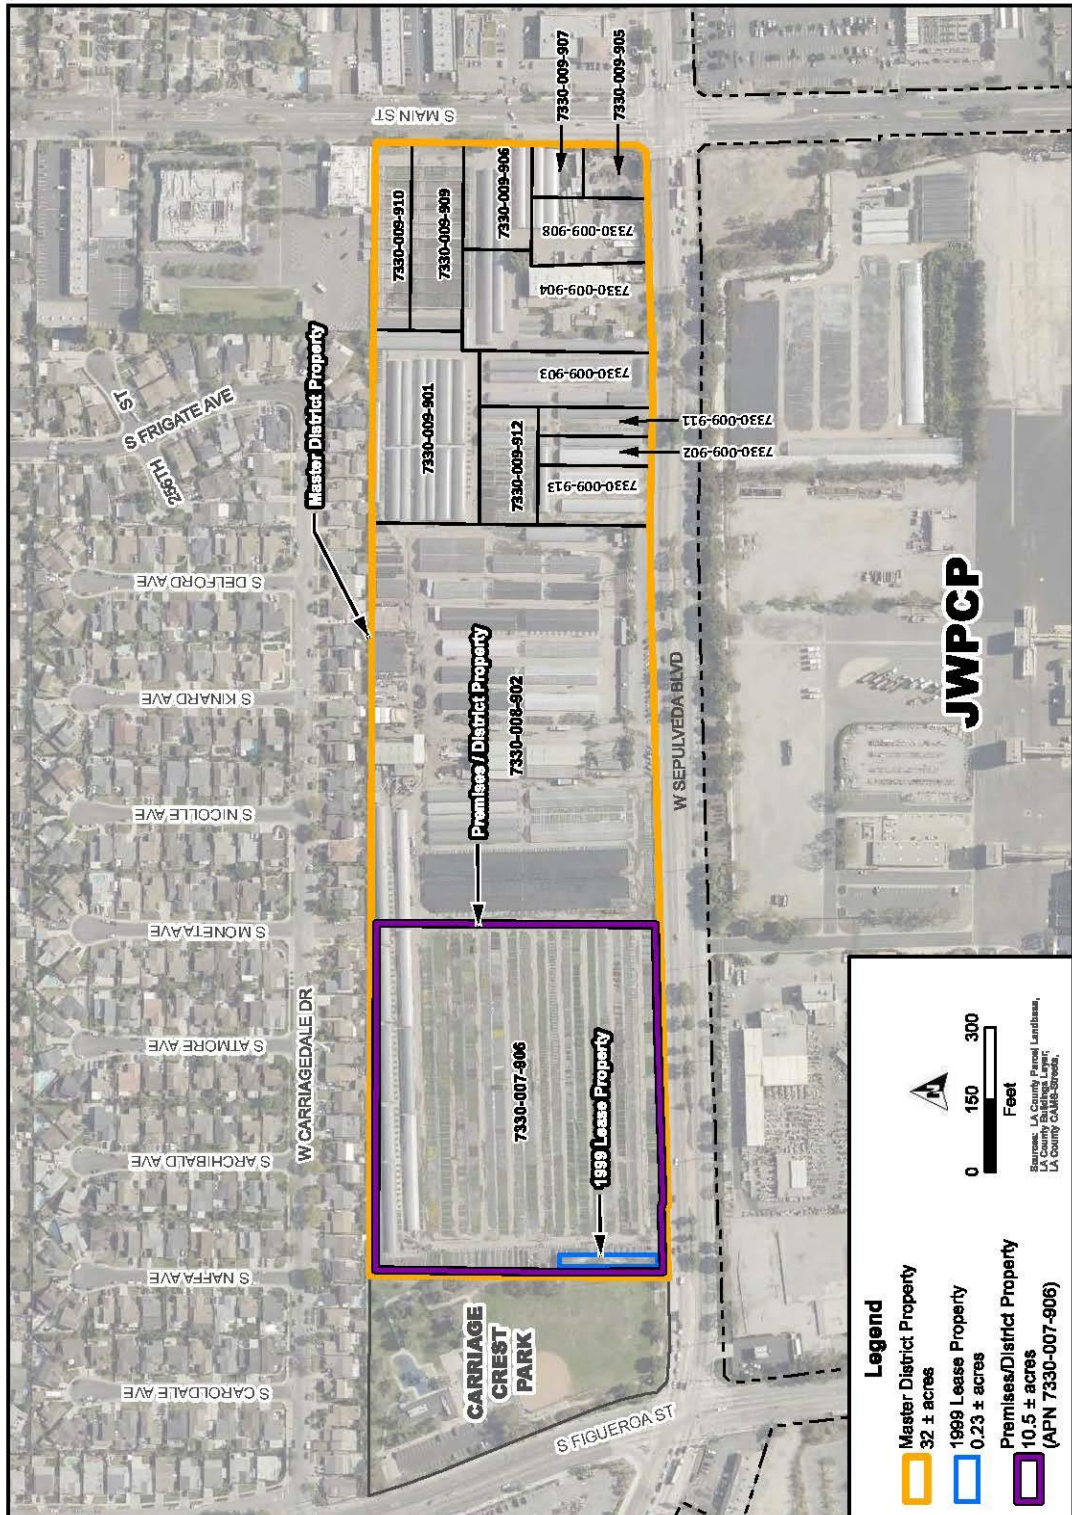 S MAIN ST
7330-009-907
7330-009-905
7330-009-910
7330-009-909
7330-009-906
7330-009-908
7330-009-904
7330-009-903
7330-009-901
7330-009-912
7330-009-911
7330-009-902
7330-009-913
S FRIGATE AVE
256TH
ST
Master District Property
S DELFORD AVE
S KINARD AVE
S NICOLLE AVE
S MONETA AVE
S ATMORE AVE
S ARCHIBALD AVE
S NAFFA AVE
S CAROLDALE AVE
W CARRIAGEDALE DR
Premises / District Property
7330-008-902
W SEPULVEDA BLVD
JWPCP
7330-007-906
1999 Lease Property
CARRIAGE
CREST
PARK
S FIGUEROA ST
Legend
Master District Property
32 ± acres
1999 Lease Property
0.23 ± acres
Premises/District Property
10.5 ± acres
(APN 7330-007-906)
N
0 150 300
Feet
Sources: LA County Parcel Landbase,
LA County Buildings Layer,
LA County CAMS-Streets,